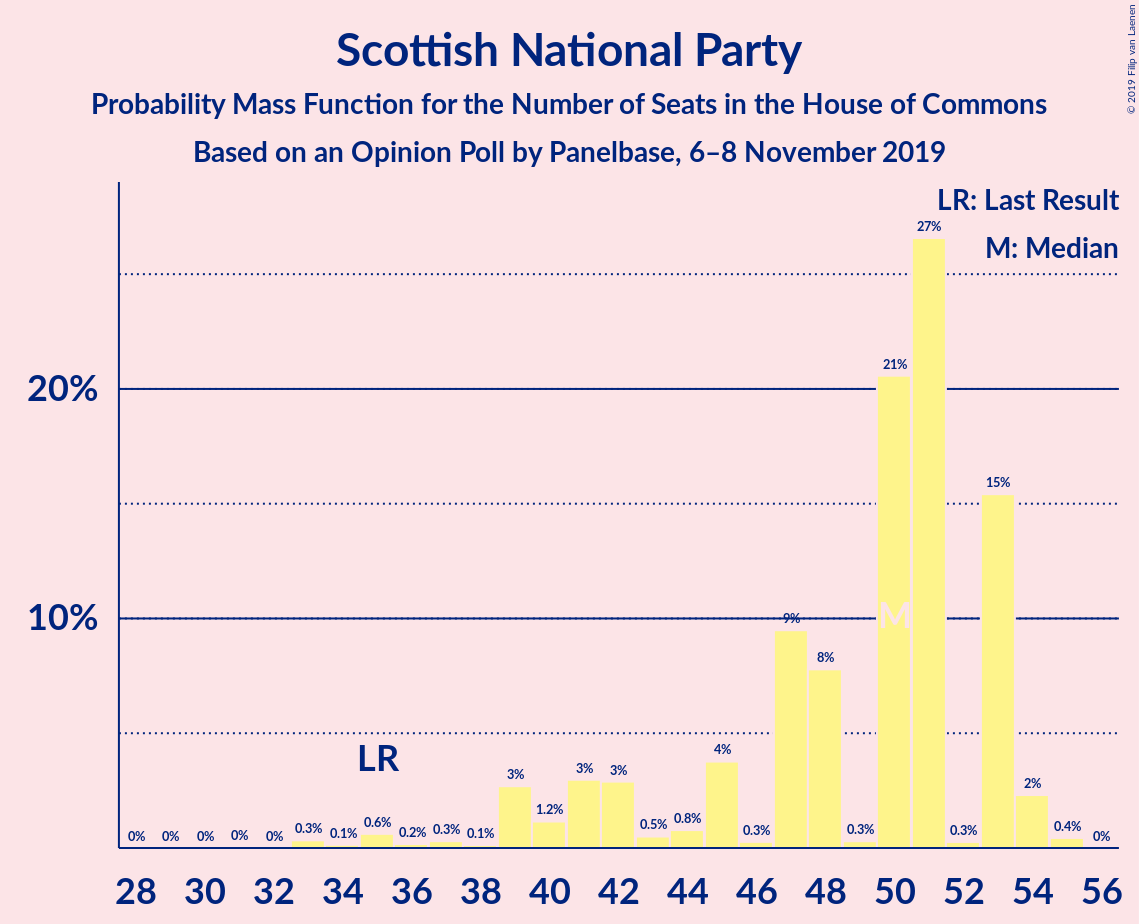 Scottish National Party
Probability Mass Function for the Number of Seats in the House of Commons
Based on an Opinion Poll by Panelbase, 6–8 November 2019
© 2019 Filip van Laenen
LR: Last Result
M: Median
20%
10%
LR
M
0% 0% 0% 0% 0% 0.3% 0.1% 0.6% 0.2% 0.3% 0.1% 3% 1.2% 3% 3% 0.5% 0.8% 4% 0.3% 9% 8% 0.3% 21% 27% 0.3% 15% 2% 0.4% 0%
28 30 32 34 36 38 40 42 44 46 48 50 52 54 56